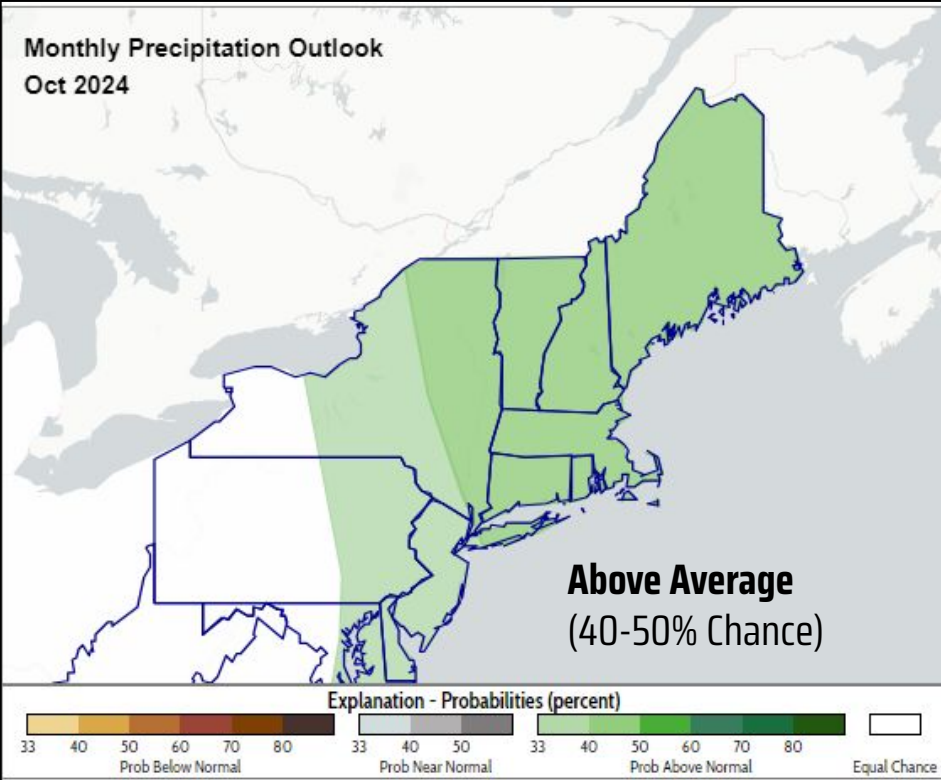 Monthly Precipitation Outlook
Oct 2024
Above Average
(40-50% Chance)
Explanation - Probabilities (percent)
33 40 50 60 70 80 33 40 50 33 40 50 60 70 80
Prob Below Normal Prob Near Normal Prob Above Normal Equal Chance